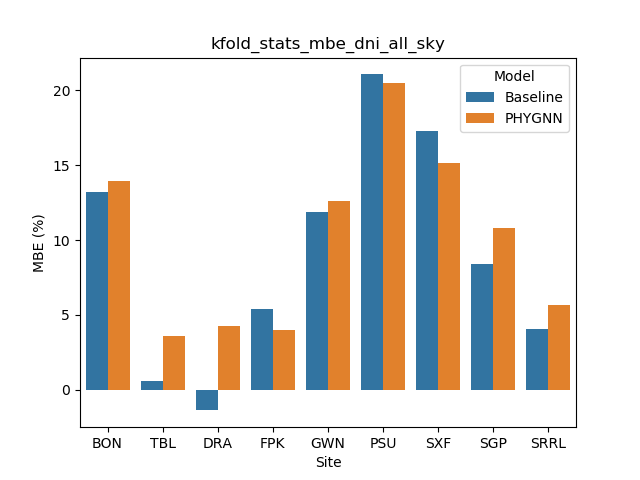 kfold_stats_mbe_dni_all_sky
Model
Baseline
PHYGNN
MBE (%)
20
15
10
5
0
BON TBL DRA FPK GWN PSU SXF SGP SRRL
Site